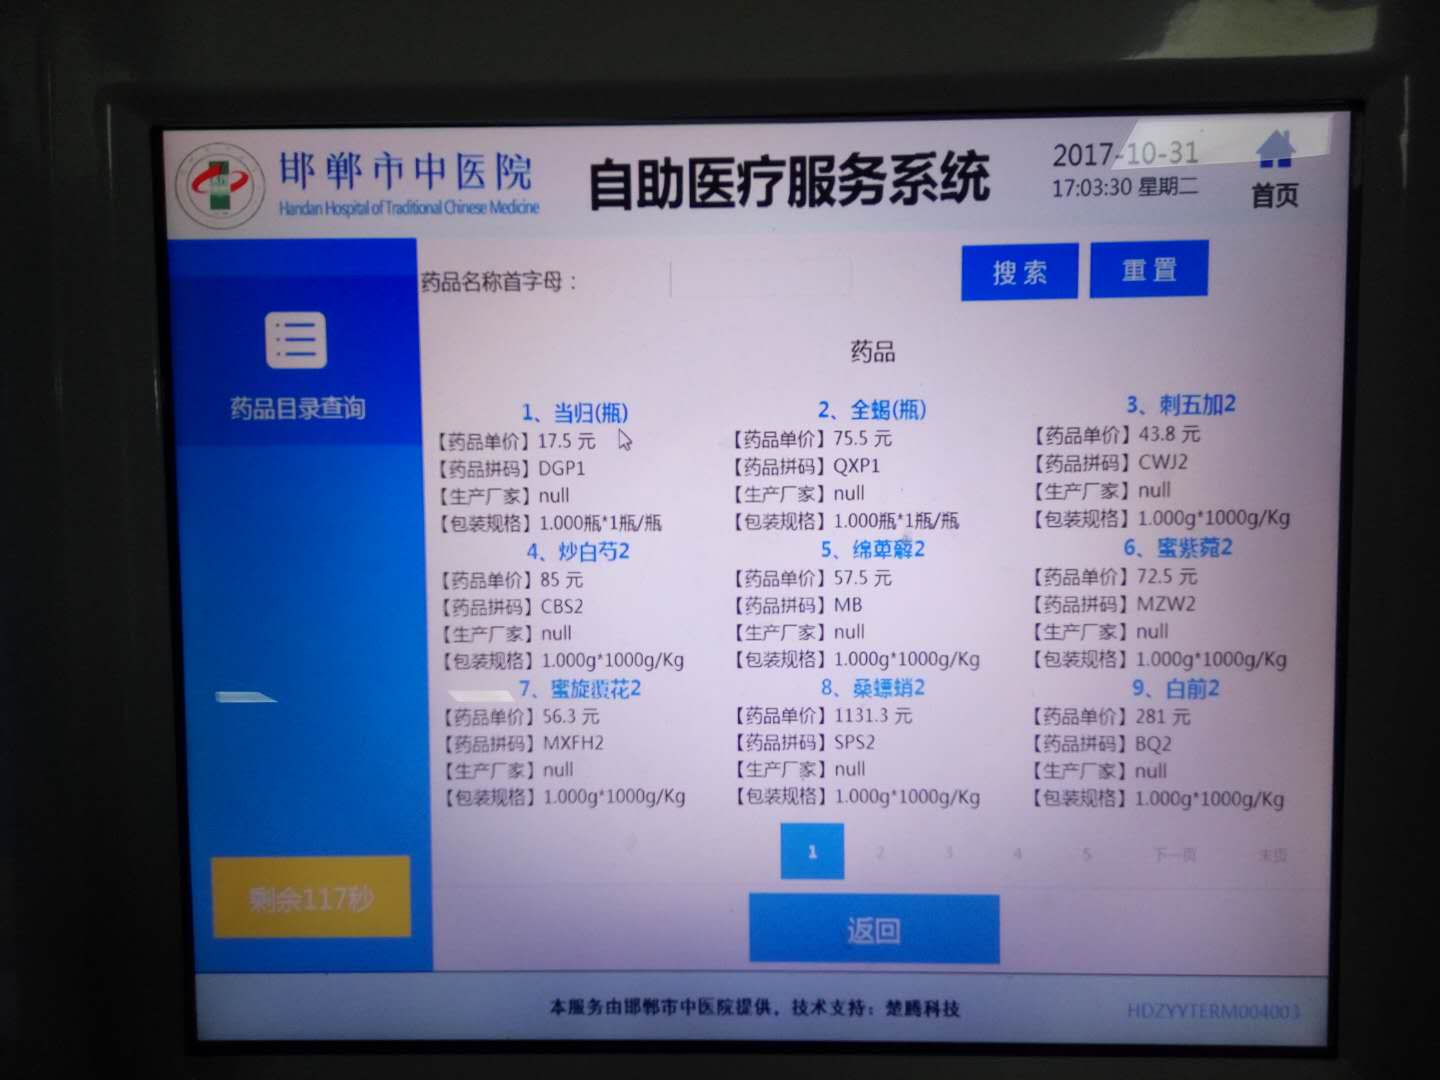 邯郸市中医院
Handan Hospital of Traditional Chinese Medicine
自助医疗服务系统
2017-10-31
17:03:30 星期二
首页
药品目录查询
剩余117秒
药品名称首字母：
搜索
重置
药品
1、当归(瓶)
【药品单价】17.5 元
【药品拼码】DGP1
【生产厂家】null
【包装规格】1.000瓶*1瓶/瓶
2、全蝎(瓶)
【药品单价】75.5 元
【药品拼码】QXP1
【生产厂家】null
【包装规格】1.000瓶*1瓶/瓶
3、刺五加2
【药品单价】43.8 元
【药品拼码】CWJ2
【生产厂家】null
【包装规格】1.000g*1000g/Kg
4、炒白芍2
【药品单价】85 元
【药品拼码】CBS2
【生产厂家】null
【包装规格】1.000g*1000g/Kg
5、绵萆薢2
【药品单价】57.5 元
【药品拼码】MB
【生产厂家】null
【包装规格】1.000g*1000g/Kg
6、蜜紫菀2
【药品单价】72.5 元
【药品拼码】MZW2
【生产厂家】null
【包装规格】1.000g*1000g/Kg
7、蜜旋覆花2
【药品单价】56.3 元
【药品拼码】MXFH2
【生产厂家】null
【包装规格】1.000g*1000g/Kg
8、桑螵蛸2
【药品单价】1131.3 元
【药品拼码】SPS2
【生产厂家】null
【包装规格】1.000g*1000g/Kg
9、白前2
【药品单价】281 元
【药品拼码】BQ2
【生产厂家】null
【包装规格】1.000g*1000g/Kg
1 2 3 4 5 下一页 末页
返回
本服务由邯郸市中医院提供，技术支持：楚腾科技
HDZYYTERM004003